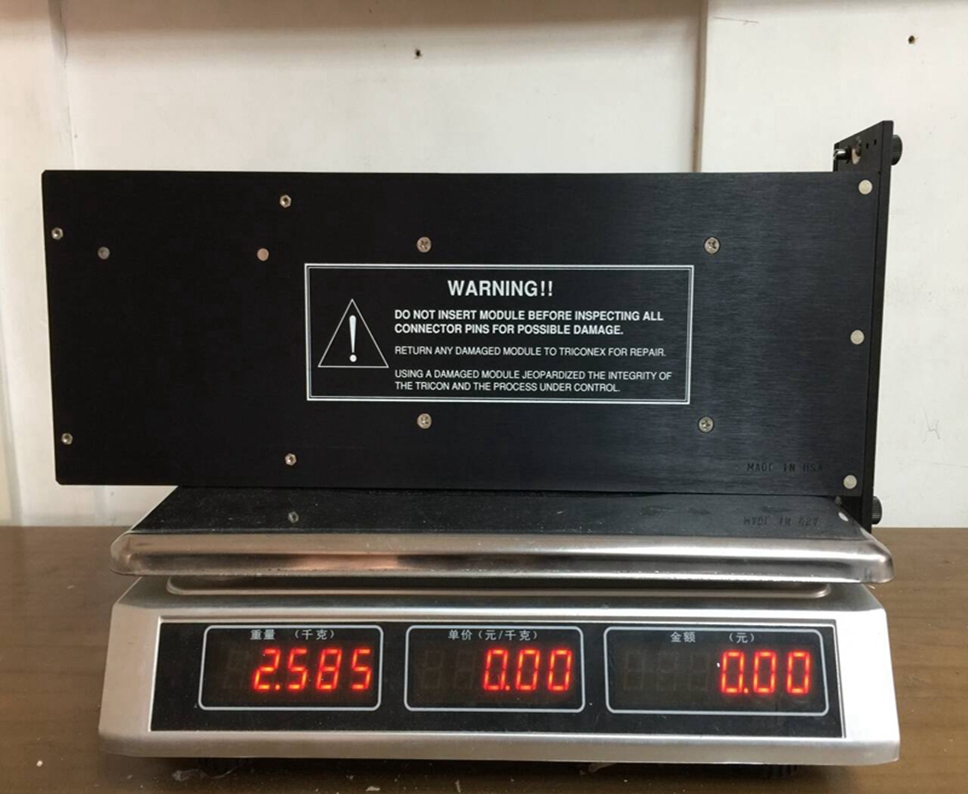 WARNING!!
DO NOT INSERT MODULE BEFORE INSPECTING ALL
CONNECTOR PINS FOR POSSIBLE DAMAGE.
RETURN ANY DAMAGED MODULE TO TRICONEX FOR REPAIR.
USING A DAMAGED MODULE JEOPARDIZED THE INTEGRITY OF
THE TRICON AND THE PROCESS UNDER CONTROL.
MADE IN USA
重量 (千克) 单价(元/千克) 金额 (元)
2.585 0.00 0.00